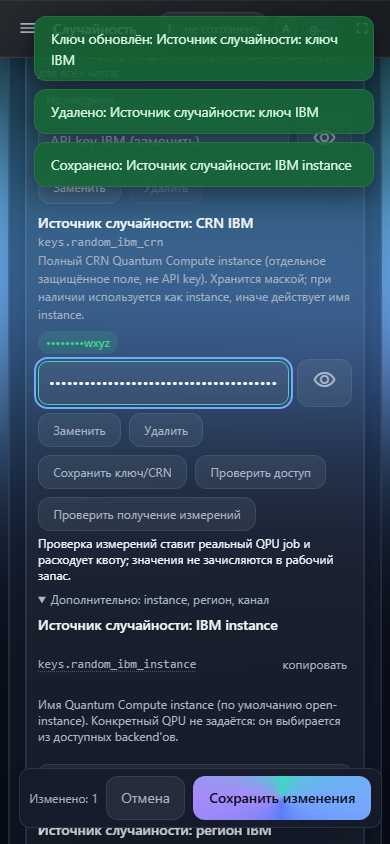 Ключ обновлён: Источник случайности: ключ
IBM
Удалено: Источник случайности: ключ IBM
Сохранено: Источник случайности: IBM instance
Заменить
Удалить
Источник случайности: CRN IBM
keys.random_ibm_crn
Полный CRN Quantum Compute instance (отдельное
защищённое поле, не API key). Хранится маской; при
наличии используется как instance, иначе действует имя
instance.
••••••••wxyz
••••••••••••••••••••••••••••••••••••••
Заменить
Удалить
Сохранить ключ/CRN
Проверить доступ
Проверить получение измерений
Проверка измерений ставит реальный QPU job и
расходует квоту; значения не зачисляются в рабочий
запас.
▼ Дополнительно: instance, регион, канал
Источник случайности: IBM instance
keys.random_ibm_instance
копировать
Имя Quantum Compute instance (по умолчанию open-
instance). Конкретный QPU не задаётся: он выбирается
из доступных backend'ов.
Изменено: 1
Отмена
Сохранить изменения
Источник случайности: регион IBM